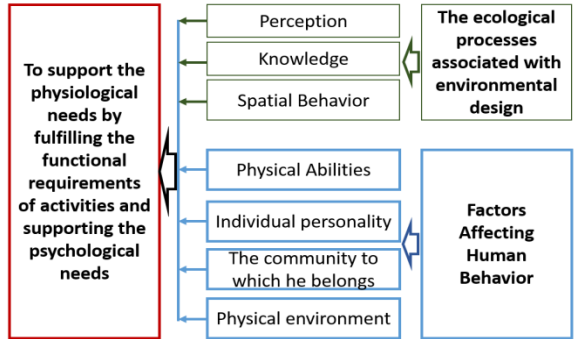 To support the
physiological
needs by
fulfilling the
functional
requirements
of activities and
supporting the
psychological
needs
Perception
Knowledge
Spatial Behavior
Physical Abilities
Individual personality
The community to
which he belongs
Physical environment
The ecological
processes
associated with
environmental
design
Factors
Affecting
Human
Behavior